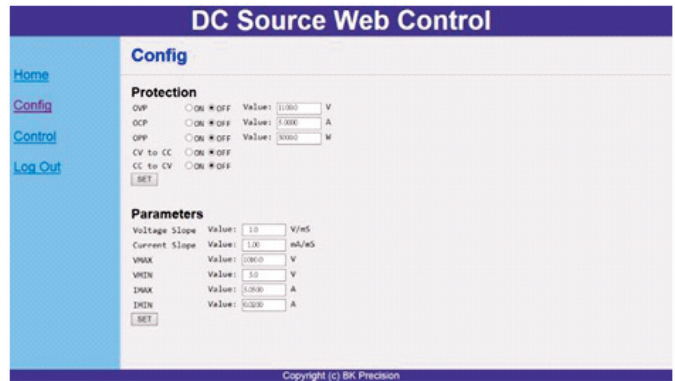 DC Source Web Control
Home
Config
Control
Log Out
Config
Protection
OVP ON OFF Value: V
OCP ON OFF Value: 5.0000 A
OPP ON OFF Value: W
CV to CC ON OFF
CC to CV ON OFF
SET
Parameters
Voltage Slope Value: 1.0 V/mS
Current Slope Value: 1.00 mA/mS
VMAX Value: V
VMIN Value: 5.0 V
IMAX Value: A
IMIN Value: A
SET
Copyright (c) BK Precision